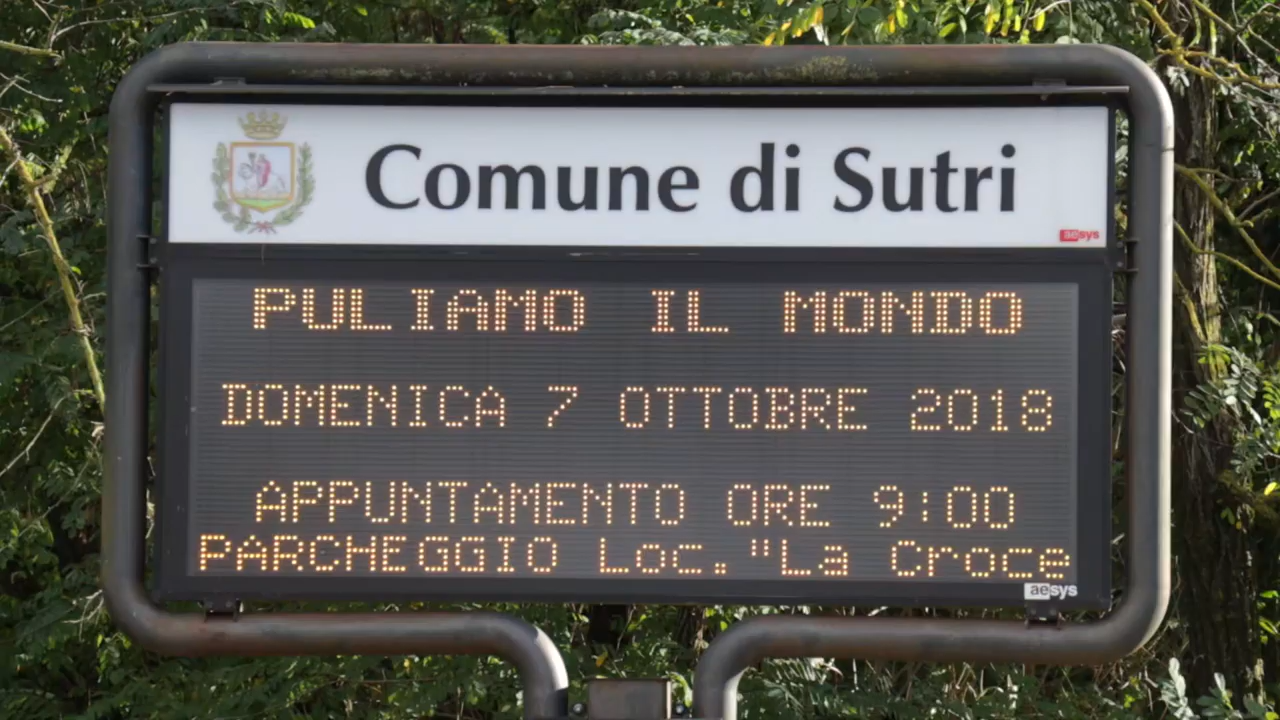 Comune di Sutri
aesys
PULIAMO IL MONDO
DOMENICA 7 OTTOBRE 2018
APPUNTAMENTO ORE 9:00
PARCHEGGIO Loc."La Croce
aesys